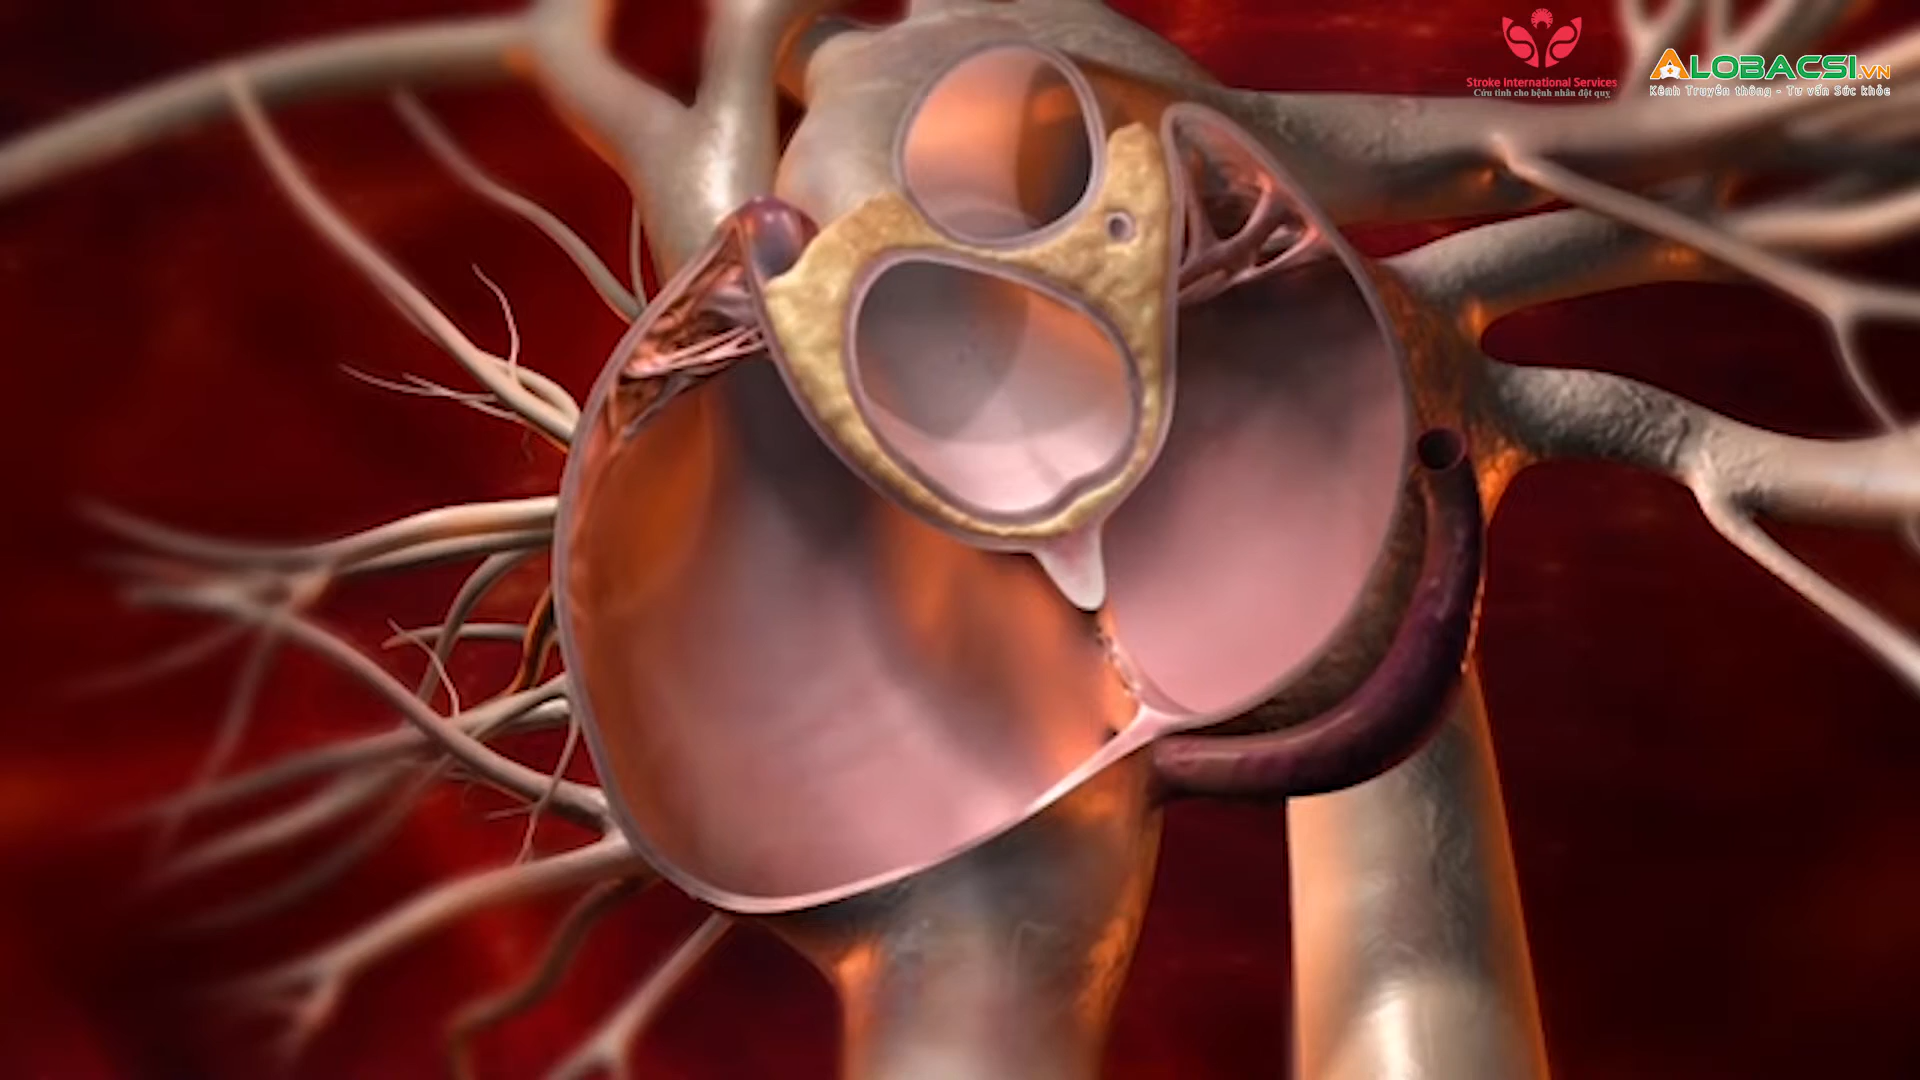 Stroke International Services
Cứu tinh cho bệnh nhân đột quỵ
ALOBACSI.VN
Kênh Truyền thông - Tư vấn Sức khỏe